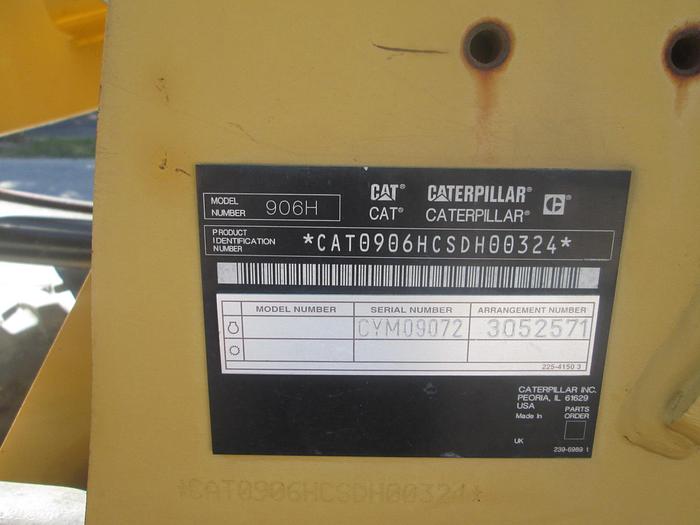 MODEL NUMBER 906H
CAT® CATERPILLAR®
CAT® CATERPILLAR®
PRODUCT IDENTIFICATION NUMBER *CAT0906HCSDH00324*
MODEL NUMBER SERIAL NUMBER ARRANGEMENT NUMBER
CYM09072 3052571
225-4150 3
CATERPILLAR INC.
PEORIA, IL 61629
USA
Made In
PARTS ORDER
UK
239-6989 1
*CAT0906HCSDH00324*